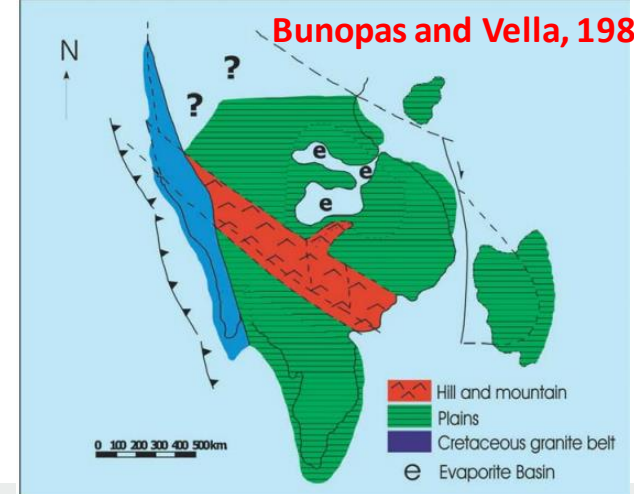 Bunopas and Vella, 198
N
?
?
e
e
e
Hill and mountain
Plains
Cretaceous granite belt
e Evaporite Basin
0 100 200 300 400 500km